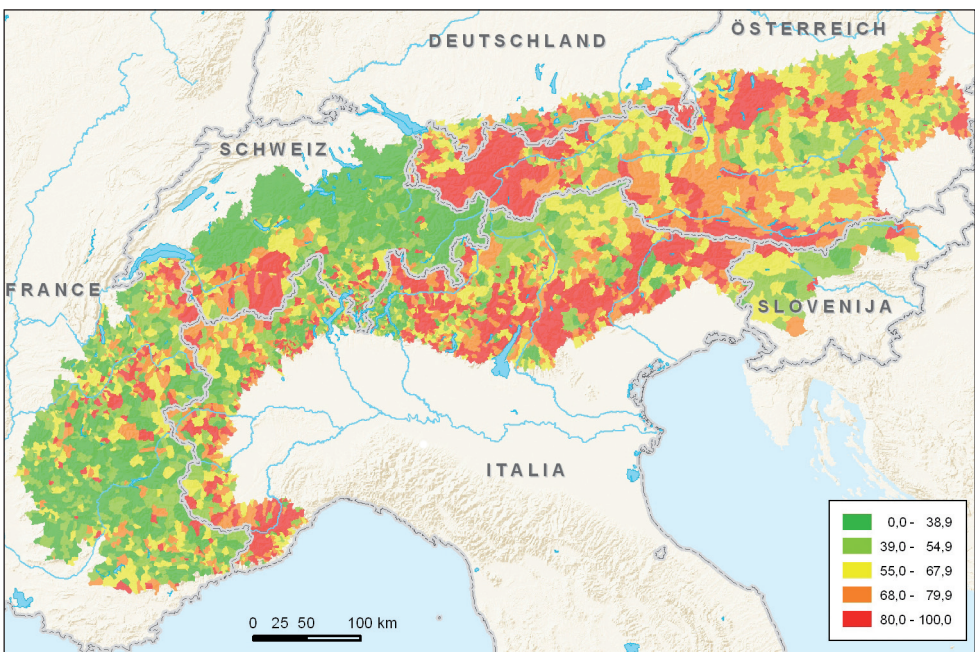 DEUTSCHLAND
ÖSTERREICH
SCHWEIZ
FRANCE
SLOVENIJA
ITALIA
0,0 - 38,9
39,0 - 54,9
55,0 - 67,9
68,0 - 79,9
80,0 - 100,0
0 25 50 100 km